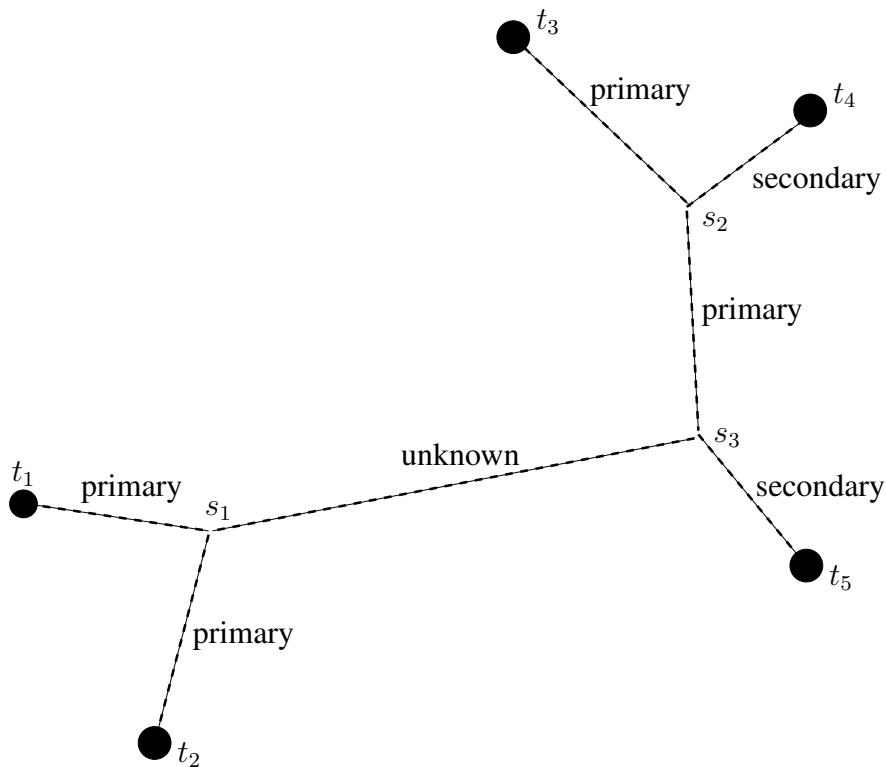 t₃
primary
t₄
secondary
s₂
primary
s₃
unknown
t₁
primary
s₁
secondary
t₅
primary
t₂